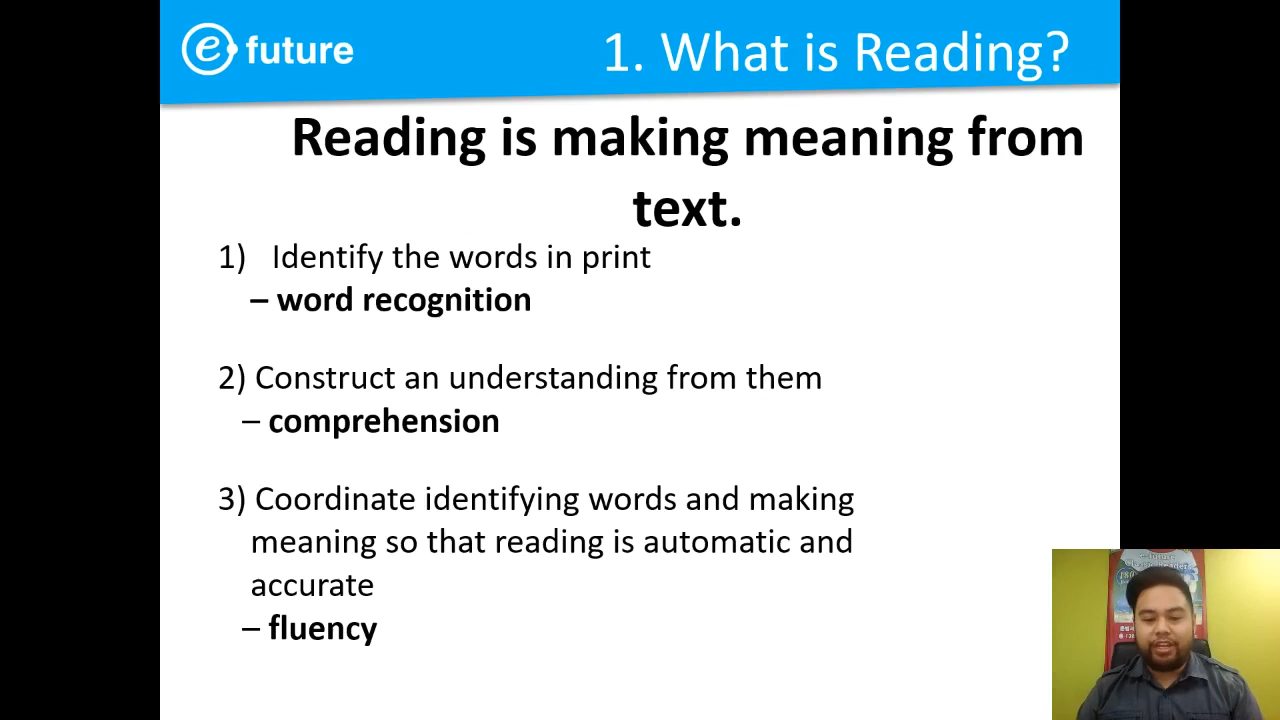 e future
1. What is Reading?
Reading is making meaning from
text.
1) Identify the words in print
– word recognition
2) Construct an understanding from them
– comprehension
3) Coordinate identifying words and making
meaning so that reading is automatic and
accurate
– fluency